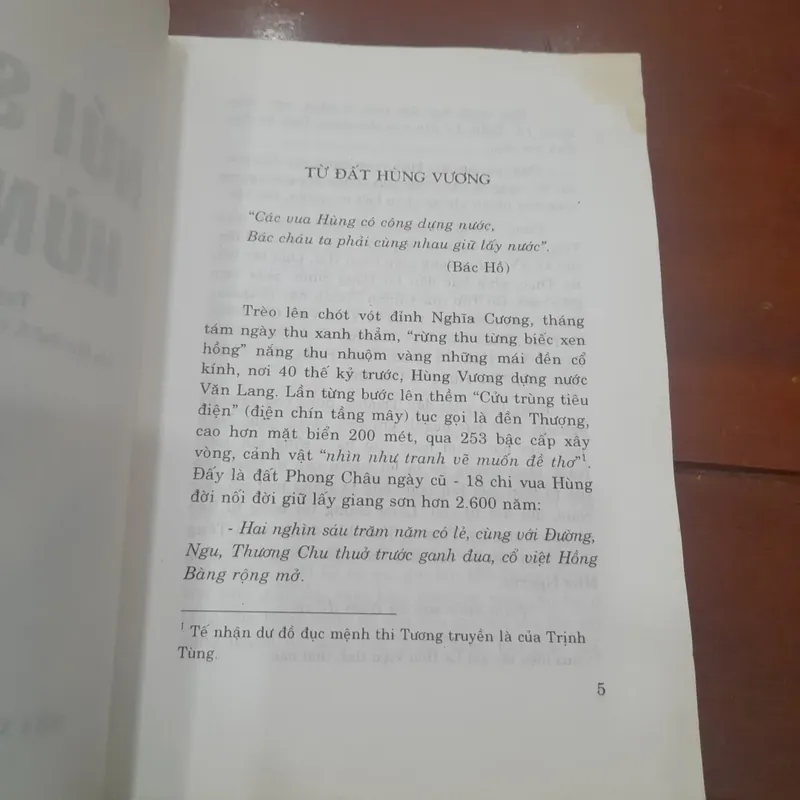 TỪ ĐẤT HÙNG VƯƠNG
"Các vua Hùng có công dựng nước,
Bác cháu ta phải cùng nhau giữ lấy nước".
(Bác Hồ)
Trèo lên chót vót đỉnh Nghĩa Cương, tháng
tám ngày thu xanh thẳm, "rừng thu từng biếc xen
hồng" nắng thu nhuộm vàng những mái đền cổ
kính, nơi 40 thế kỷ trước, Hùng Vương dựng nước
Văn Lang. Lần từng bước lên thềm "Cửu trùng tiêu
điện" (điện chín tầng mây) tục gọi là đền Thượng,
cao hơn mặt biển 200 mét, qua 253 bậc cấp xây
vòng, cảnh vật "nhìn như tranh vẽ muốn đề thơ"1.
Đấy là đất Phong Châu ngày cũ - 18 chi vua Hùng
đời nối đời giữ lấy giang sơn hơn 2.600 năm:
- Hai nghìn sáu trăm năm có lẻ, cùng với Đường,
Ngu, Thương Chu thuở trước ganh đua, cổ việt Hồng
Bàng rộng mở.
1 Tế nhận dư đồ đục mệnh thi Tương truyền là của Trịnh
Tùng.
5